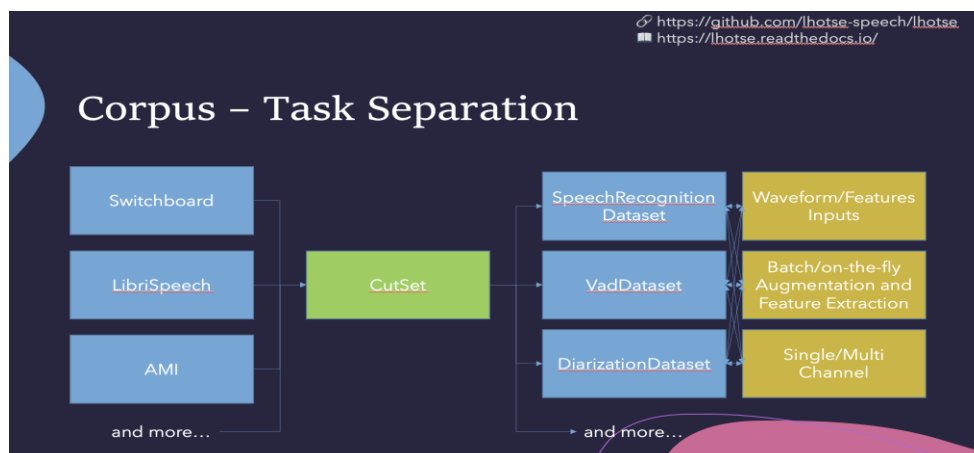 🔗 https://github.com/lhotse-speech/lhotse
📖 https://lhotse.readthedocs.io/
Corpus – Task Separation
Switchboard
LibriSpeech
AMI
and more...
CutSet
SpeechRecognition
Dataset
VadDataset
DiarizationDataset
and more...
Waveform/Features
Inputs
Batch/on-the-fly
Augmentation and
Feature Extraction
Single/Multi
Channel